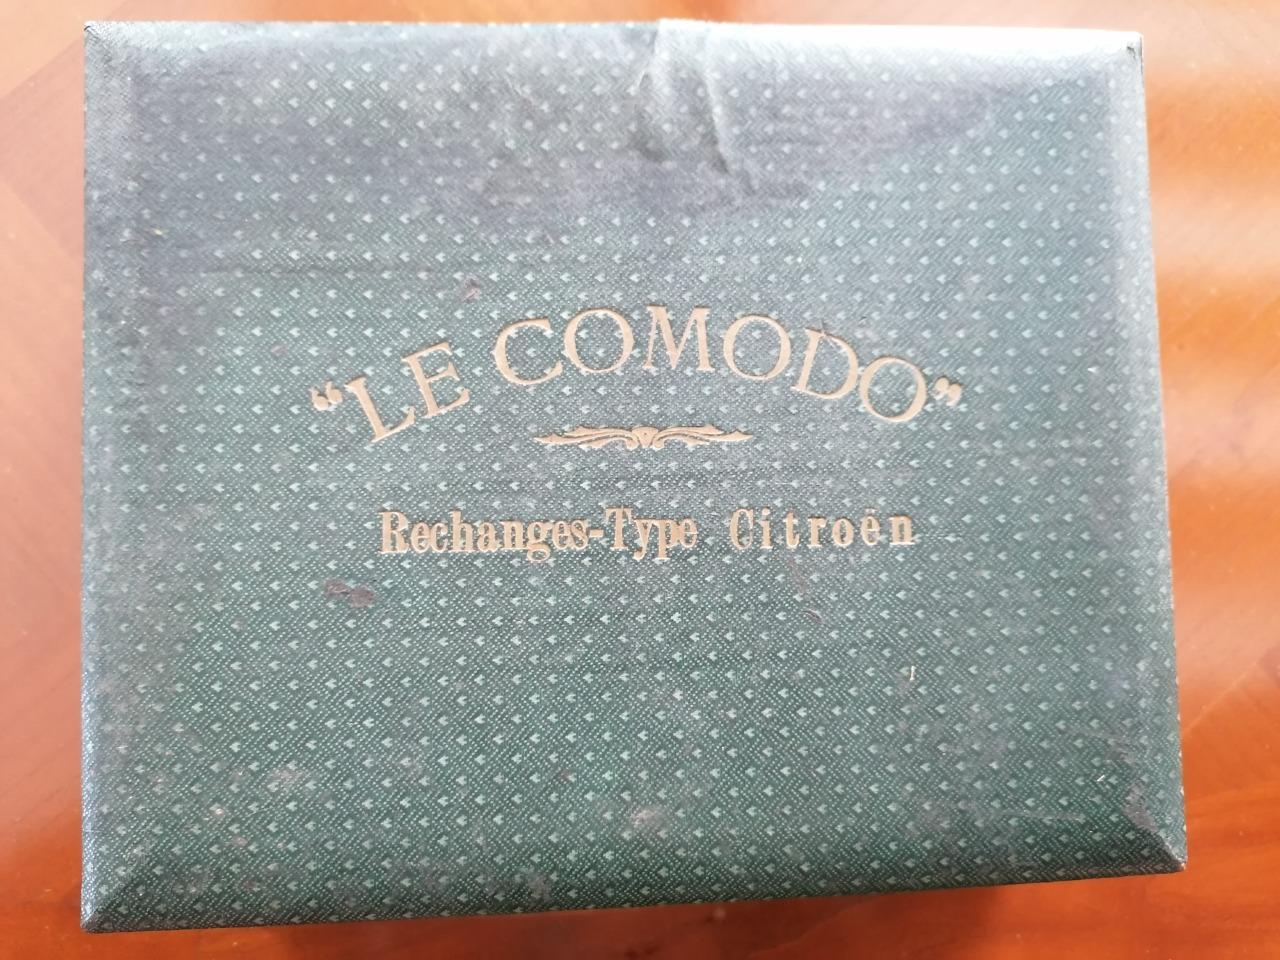 “LE COMODO”
Rechanges-Type Citroën